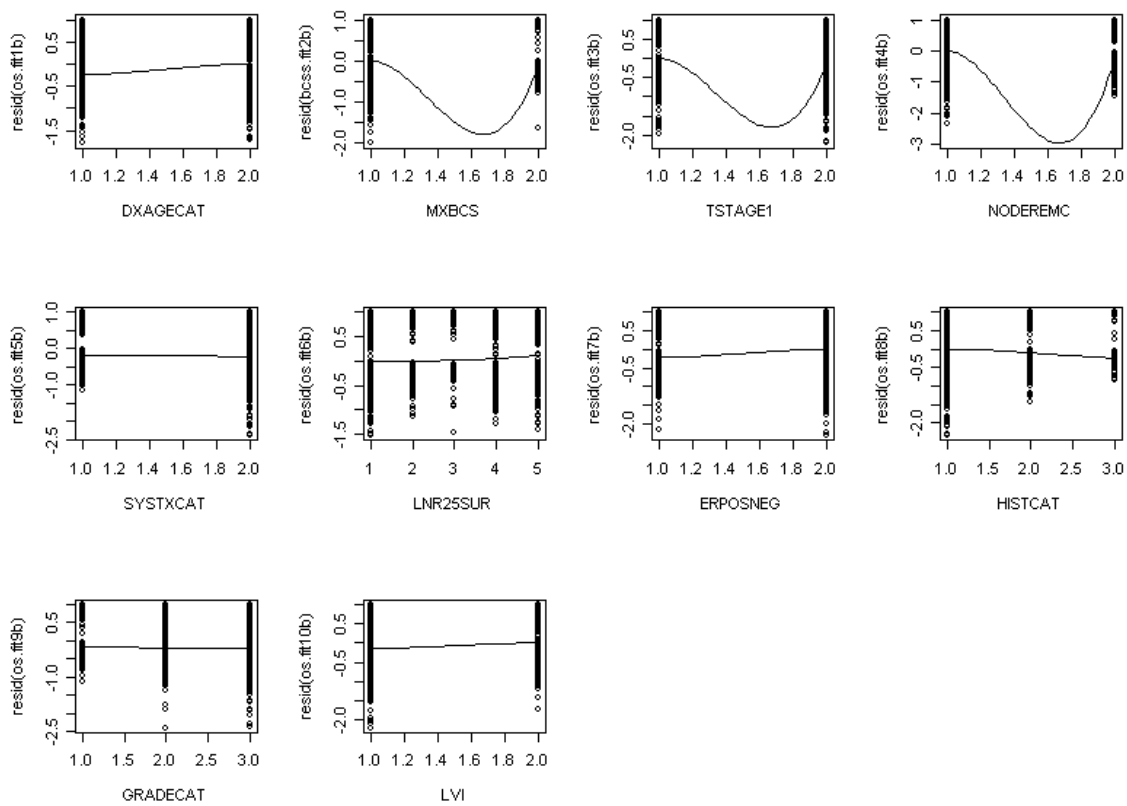 resid(os.fit1b)
0.5
-0.5
-1.5
1.0 1.2 1.4 1.6 1.8 2.0
DXAGECAT
resid(bcss.fit2b)
1.0
0.0
-1.0
-2.0
1.0 1.2 1.4 1.6 1.8 2.0
MXBCS
resid(os.fit3b)
0.5
-0.5
-2.0
1.0 1.2 1.4 1.6 1.8 2.0
TSTAGE1
resid(os.fit4b)
1
0
-1
-2
-3
1.0 1.2 1.4 1.6 1.8 2.0
NODEREMC
resid(os.fit5b)
1.0
0.0
-1.0
-2.5
1.0 1.2 1.4 1.6 1.8 2.0
SYSTXCAT
resid(os.fit6b)
0.5
-0.5
-1.5
1 2 3 4 5
LNR25SUR
resid(os.fit7b)
0.5
-0.5
-2.0
1.0 1.2 1.4 1.6 1.8 2.0
ERPOSNEG
resid(os.fit8b)
0.5
-0.5
-2.0
1.0 1.5 2.0 2.5 3.0
HISTCAT
resid(os.fit9b)
0.5
-1.0
-2.5
1.0 1.5 2.0 2.5 3.0
GRADECAT
resid(os.fit10b)
0.5
-0.5
-2.0
1.0 1.2 1.4 1.6 1.8 2.0
LVI